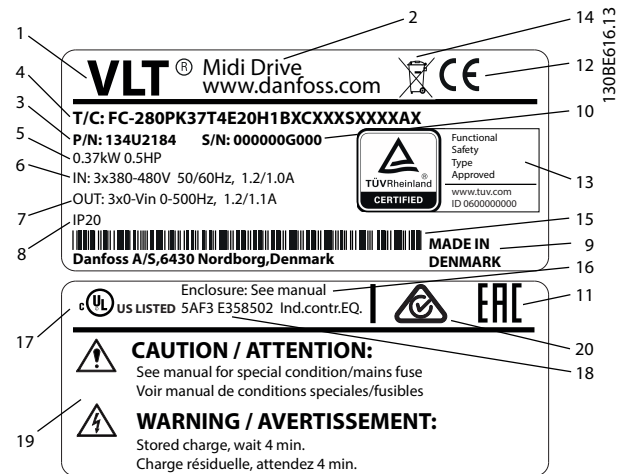 1
2
14
130BE616.13
VLT ® Midi Drive
www.danfoss.com
CE
12
4
T/C: FC-280PK37T4E20H1BXCXXXSXXXXAX
10
3
P/N: 134U2184 S/N: 000000G000
5
0.37kW 0.5HP
6
IN: 3x380-480V 50/60Hz, 1.2/1.0A
7
OUT: 3x0-Vin 0-500Hz, 1.2/1.1A
8
IP20
TÜVRheinland ®
CERTIFIED
Functional
Safety
Type
Approved
www.tuv.com
ID 0600000000
13
15
MADE IN
DENMARK
9
Danfoss A/S,6430 Nordborg,Denmark
16
Enclosure: See manual
11
c UL US LISTED 5AF3 E358502 Ind.contr.EQ.
EAC
17
20
18
CAUTION / ATTENTION:
See manual for special condition/mains fuse
Voir manual de conditions speciales/fusibles
19
WARNING / AVERTISSEMENT:
Stored charge, wait 4 min.
Charge résiduelle, attendez 4 min.